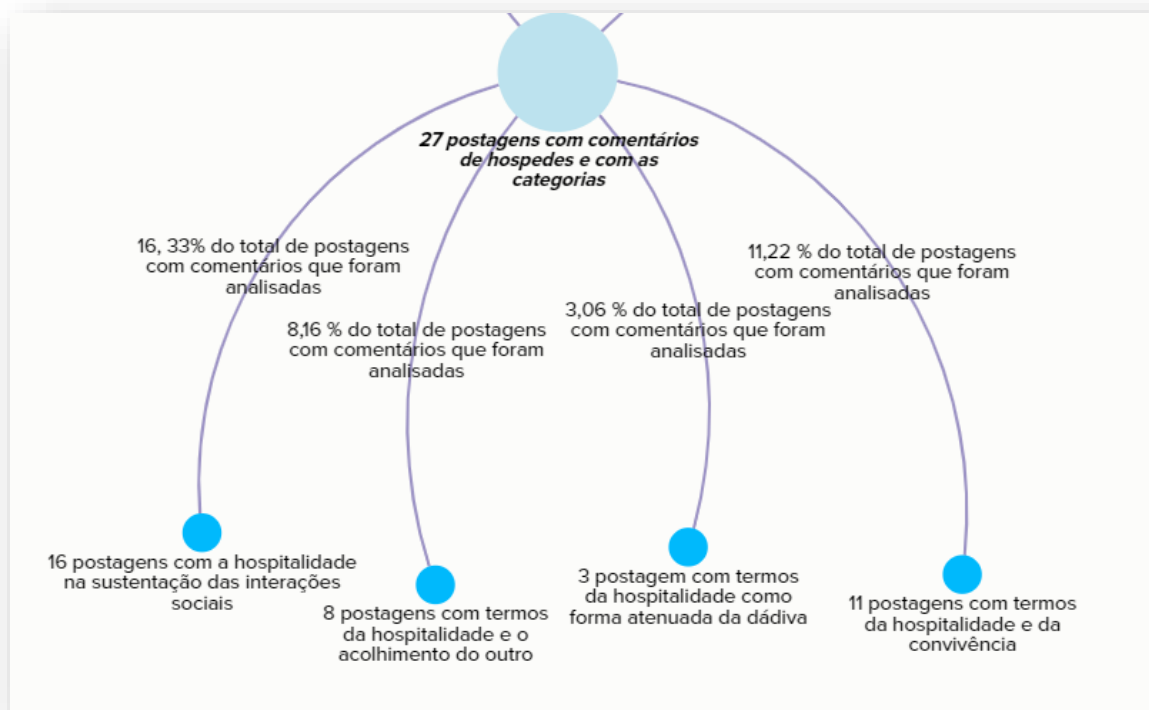 27 postagens com comentários
de hospedes e com as
categorias
16, 33% do total de postagens
com comentários que foram
analisadas
8,16 % do total de postagens
com comentários que foram
analisadas
3,06 % do total de postagens
com comentários que foram
analisadas
11,22 % do total de postagens
com comentários que foram
analisadas
16 postagens com a hospitalidade
na sustentação das interações
sociais
8 postagens com termos
da hospitalidade e o
acolhimento do outro
3 postagem com termos
da hospitalidade como
forma atenuada da dádiva
11 postagens com termos
da hospitalidade e da
convivência